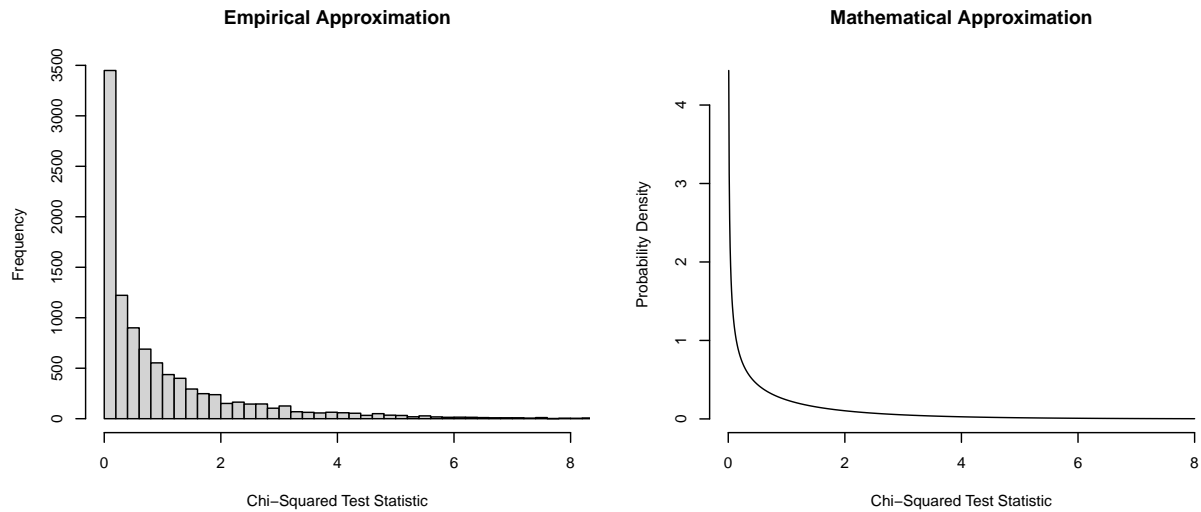 Empirical Approximation
Frequency
0
500
1000
1500
2000
2500
3000
3500
0 2 4 6 8
Chi−Squared Test Statistic
Mathematical Approximation
Probability Density
0
1
2
3
4
0 2 4 6 8
Chi−Squared Test Statistic